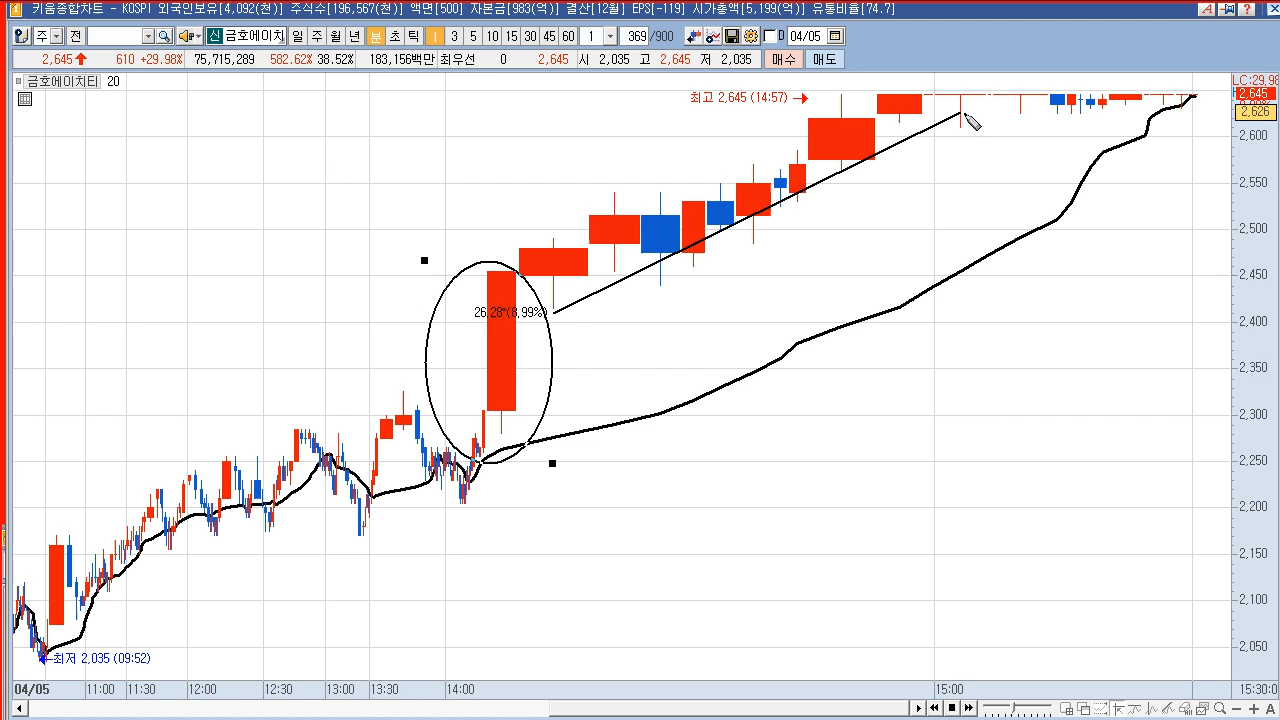 키움종합차트 - KOSPI 외국인보유[4,092(천)] 주식수[196,567(천)] 액면[500] 자본금[983(억)] 결산[12월] EPS[-119] 시가총액[5,199(억)] 유통비율[74.7]
주 전 신 금호에이치 일 주 월 년 분 초 틱 1 3 5 10 15 30 45 60 1 369 /900 D 04/05
2,645 610 +29.98% 75,715,289 582.62% 38.52% 183,156백만 최우선 0 2,645 시 2,035 고 2,645 저 2,035 매수 매도
금호에이치티 20
최고 2,645 (14:57)
2,645
2,626
2,600
2,550
2,500
2,450
26.28*(8.99%)
2,400
2,350
2,300
2,250
2,200
2,150
2,100
2,050
최저 2,035 (09:52)
04/05 11:00 11:30 12:00 12:30 13:00 13:30 14:00 15:00 15:30:0
A